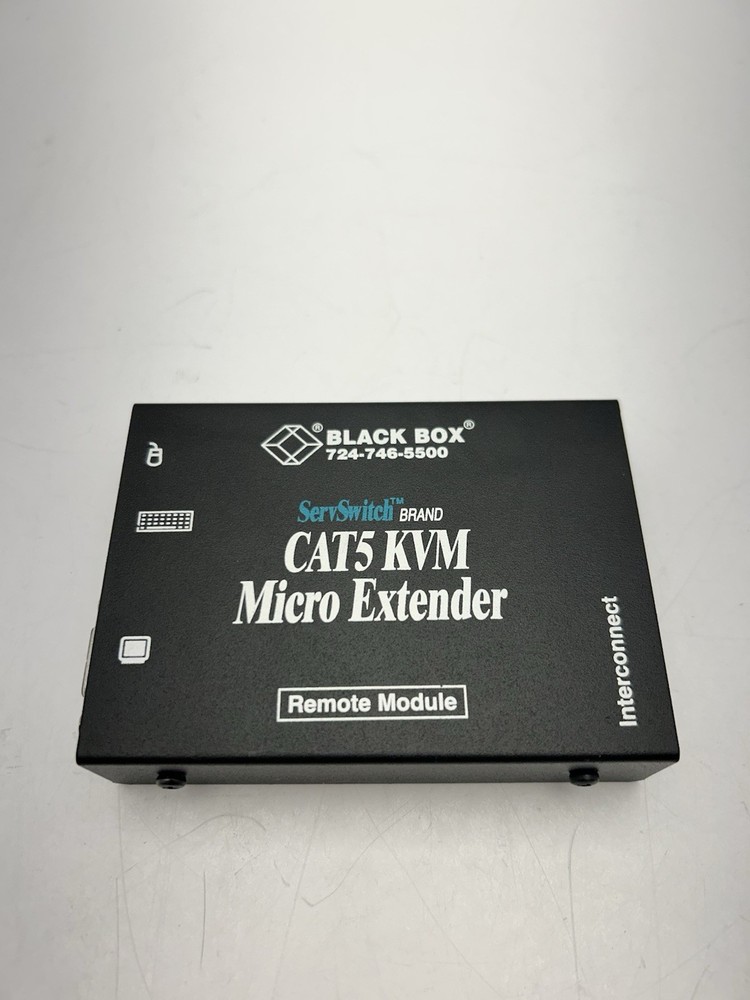 ® BLACK BOX®
724-746-5500
ServSwitch™ BRAND
CAT5 KVM
Micro Extender
Remote Module
Interconnect